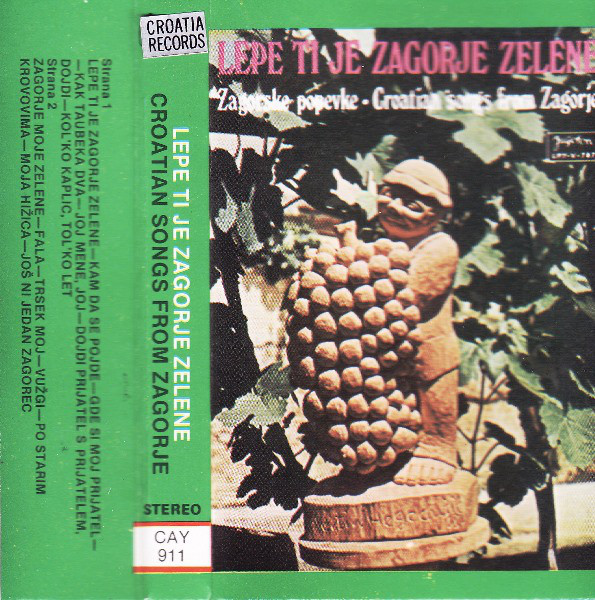 Strana 1
LEPE TI JE ZAGORJE ZELENE—KAM DA SE POJDE—GDE SI MOJ PRIJATEL—
—KAK TAUBEKA DVA—JOJ MENE, JOJ—DOJDI PRIJATEL S PRIJATELEM,
DOJDI—KOL'KO KAPLIC, TOL'KO LET
Strana 2
ZAGORJE MOJE ZELENE—FALA—TRSEK MOJ—VUŽGI—PO STARIM
KROVOVIMA—MOJA HIŽICA—JOŠ NI JEDAN ZAGOREC
CROATIA
RECORDS
LEPE TI JE ZAGORJE ZELENE
CROATIAN SONGS FROM ZAGORJE
STEREO
CAY
911
LEPE TI JE ZAGORJE ZELENE
Zagorske popevke - Croatian songs from Zagorje